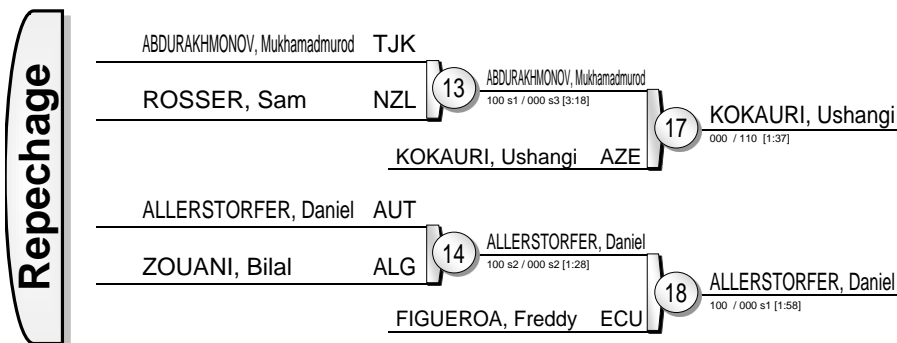 Repechage
ABDURAKHMONOV, Mukhamadmurod TJK
ROSSER, Sam NZL
13
ABDURAKHMONOV, Mukhamadmurod
100 s1 / 000 s3 [3:18]
KOKAURI, Ushangi AZE
17
KOKAURI, Ushangi
000 / 110 [1:37]
ALLERSTORFER, Daniel AUT
ZOUANI, Bilal ALG
14
ALLERSTORFER, Daniel
100 s2 / 000 s2 [1:28]
FIGUEROA, Freddy ECU
18
ALLERSTORFER, Daniel
100 / 000 s1 [1:58]